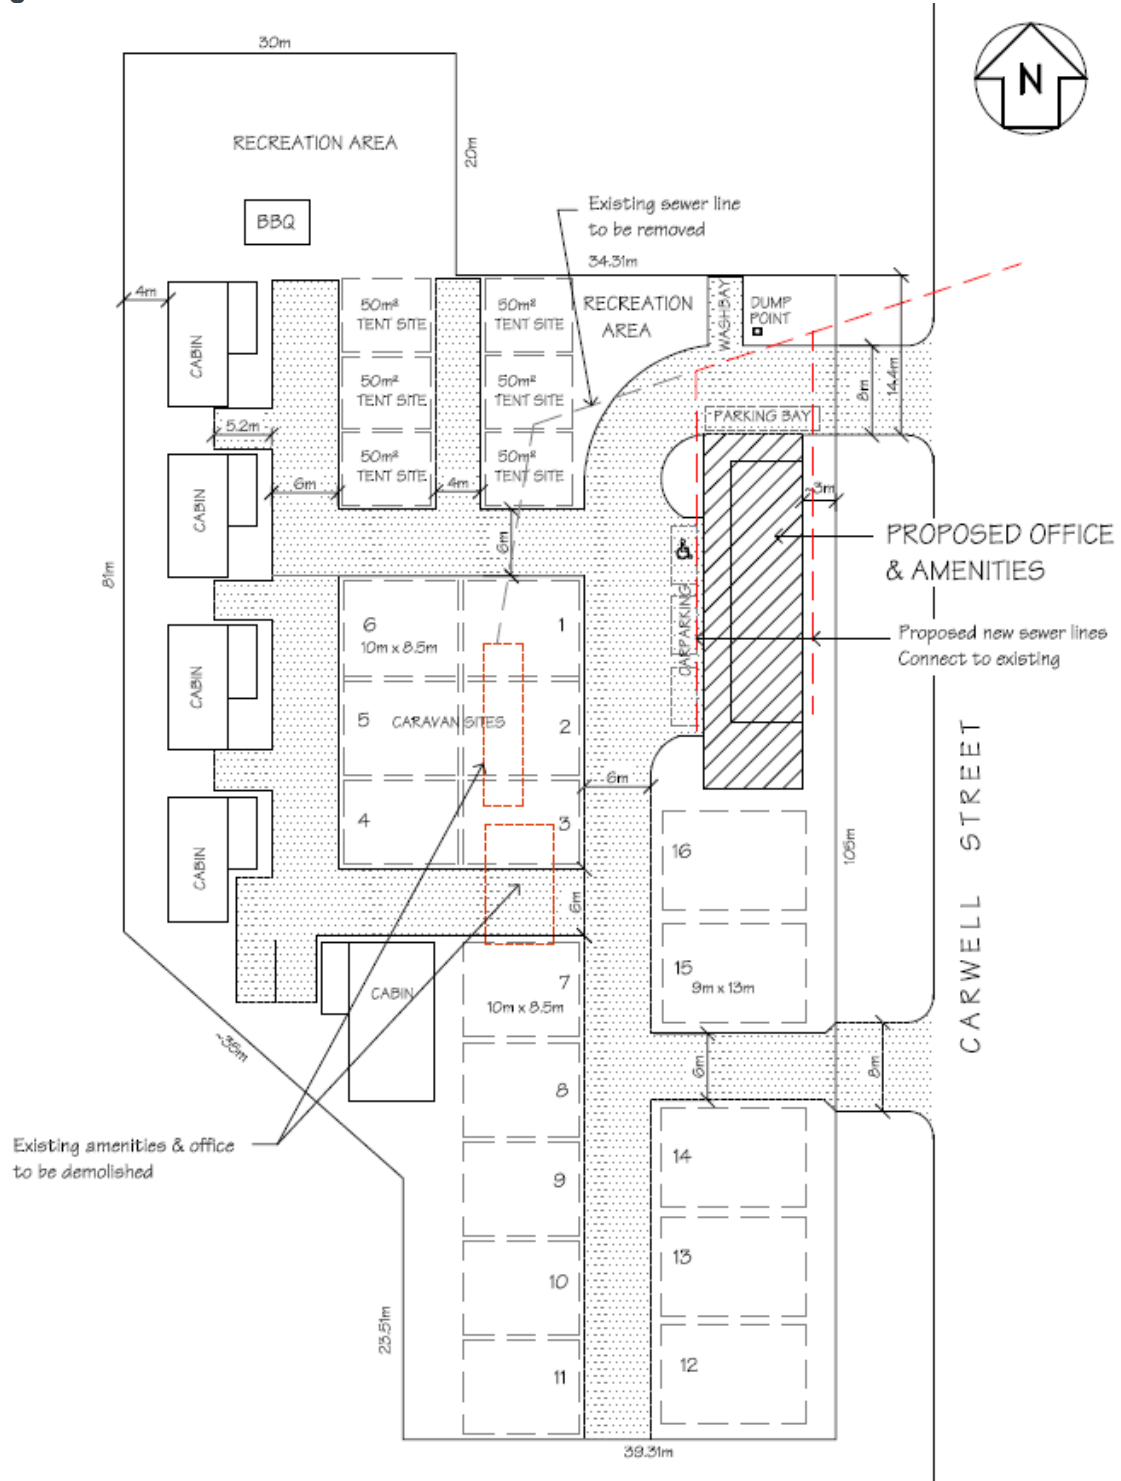 30m
N
RECREATION AREA
20m
BBQ
Existing sewer line
to be removed
34.31m
4m
CABIN
50m²
TENT SITE
50m²
TENT SITE
RECREATION
AREA
WASHBAY
DUMP
POINT
50m²
TENT SITE
50m²
TENT SITE
8m
14.4m
PARKING BAY
5.2m
50m²
TENT SITE
50m²
TENT SITE
6m
4m
~3m
CABIN
6m
PROPOSED OFFICE
& AMENITIES
81m
6
10m x 8.5m
1
CARPARKING
Proposed new sewer lines
Connect to existing
CABIN
5
CARAVAN SITES
2
6m
4
3
16
105m
CABIN
6m
CARWELL STREET
7
10m x 8.5m
CABIN
15
9m x 13m
~35m
6m
8m
8
Existing amenities & office
to be demolished
14
9
13
10
23.51m
12
11
39.31m